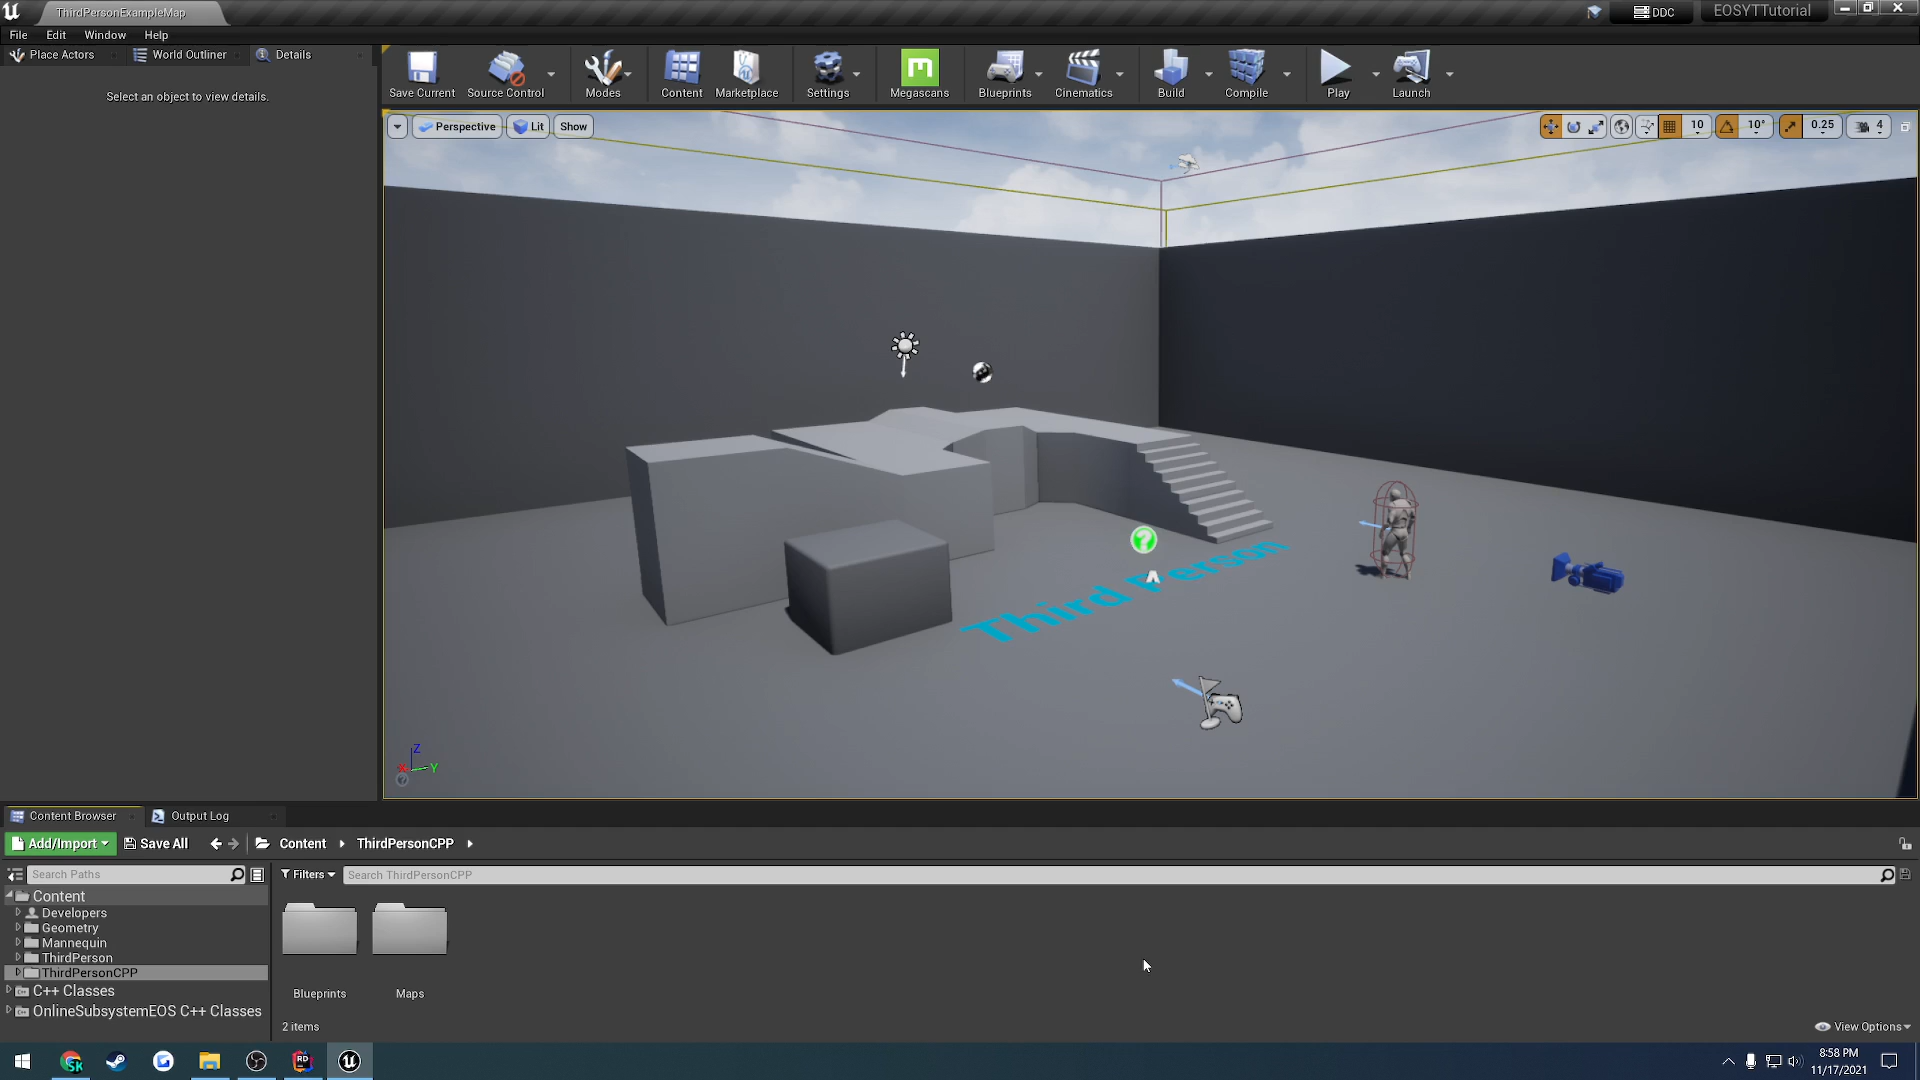 ThirdPersonExampleMap
DDC
EOSYTTutorial
File Edit Window Help
Place Actors
World Outliner
Details
Select an object to view details.
Save Current
Source Control
Modes
Content
Marketplace
Settings
Megascans
Blueprints
Cinematics
Build
Compile
Play
Launch
Perspective
Lit
Show
10
10°
0.25
4
Third Person
Z
X
Y
Content Browser
Output Log
Add/Import
Save All
Content
ThirdPersonCPP
Search Paths
Filters
Search ThirdPersonCPP
Content
Developers
Geometry
Mannequin
ThirdPerson
ThirdPersonCPP
C++ Classes
OnlineSubsystemEOS C++ Classes
Blueprints
Maps
2 items
View Options
SK
RD
8:58 PM
11/17/2021